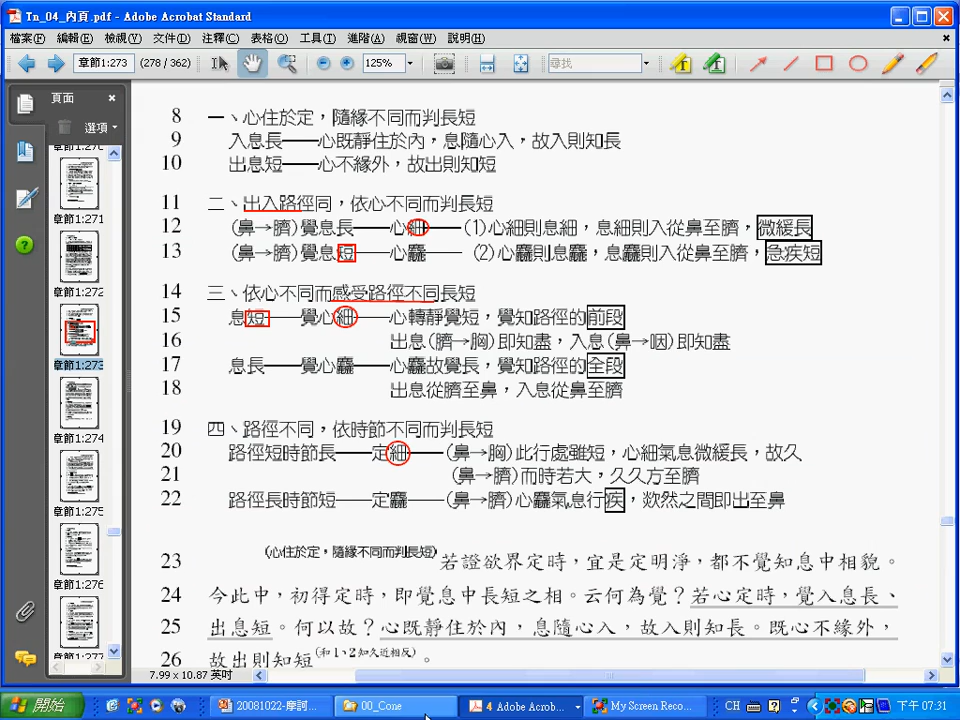 Tn_04_內頁.pdf - Adobe Acrobat Standard
檔案(F) 編輯(E) 檢視(V) 文件(D) 注釋(C) 表格(O) 工具(T) 進階(A) 視窗(W) 說明(H)
章節1:273 (278 / 362) 125% 尋找
頁面
選項
章節1:271
章節1:272
章節1:273
章節1:274
章節1:275
章節1:276
章節1:277
8 一、心住於定，隨緣不同而判長短
9 入息長——心既靜住於內，息隨心入，故入則知長
10 出息短——心不緣外，故出則知短
11 二、出入路徑同，依心不同而判長短
12 (鼻→臍)覺息長——心細——(1)心細則息細，息細則入從鼻至臍，微緩長
13 (鼻→臍)覺息短——心麤——(2)心麤則息麤，息麤則入從鼻至臍，急疾短
14 三、依心不同而感受路徑不同長短
15 息短——覺心細——心轉靜覺短，覺知路徑的前段
16 出息(臍→胸)即知盡，入息(鼻→咽)即知盡
17 息長——覺心麤——心麤故覺長，覺知路徑的全段
18 出息從臍至鼻，入息從鼻至臍
19 四、路徑不同，依時節不同而判長短
20 路徑短時節長——定細——(鼻→胸)此行處雖短，心細氣息微緩長，故久
21 (鼻→臍)而時若大，久久方至臍
22 路徑長時節短——定麤——(鼻→臍)心麤氣息行疾，欻然之間即出至鼻
23 (心住於定，隨緣不同而判長短)若證欲界定時，宜是定明淨，都不覺知息中相貌。
24 今此中，初得定時，即覺息中長短之相。云何為覺？若心定時，覺入息長、
25 出息短。何以故？心既靜住於內，息隨心入，故入則知長。既心不緣外，
26 故出則知短(和1、2知久近相反)。
7.99 x 10.87 英吋
開始 20081022-摩訶... 00_Cone 4 Adobe Acrob... My Screen Reco... CH 下午 07:31